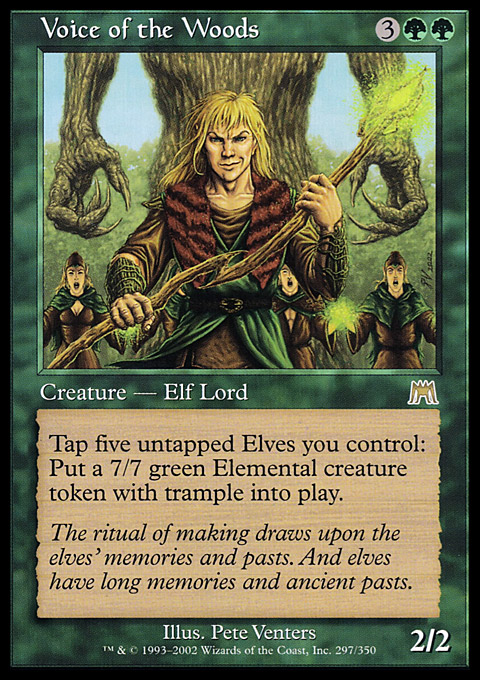 Voice of the Woods 3
PV 2002
Creature — Elf Lord
Tap five untapped Elves you control:
Put a 7/7 green Elemental creature
token with trample into play.
The ritual of making draws upon the
elves' memories and pasts. And elves
have long memories and ancient pasts.
Illus. Pete Venters
™ & © 1993–2002 Wizards of the Coast, Inc. 297/350
2/2